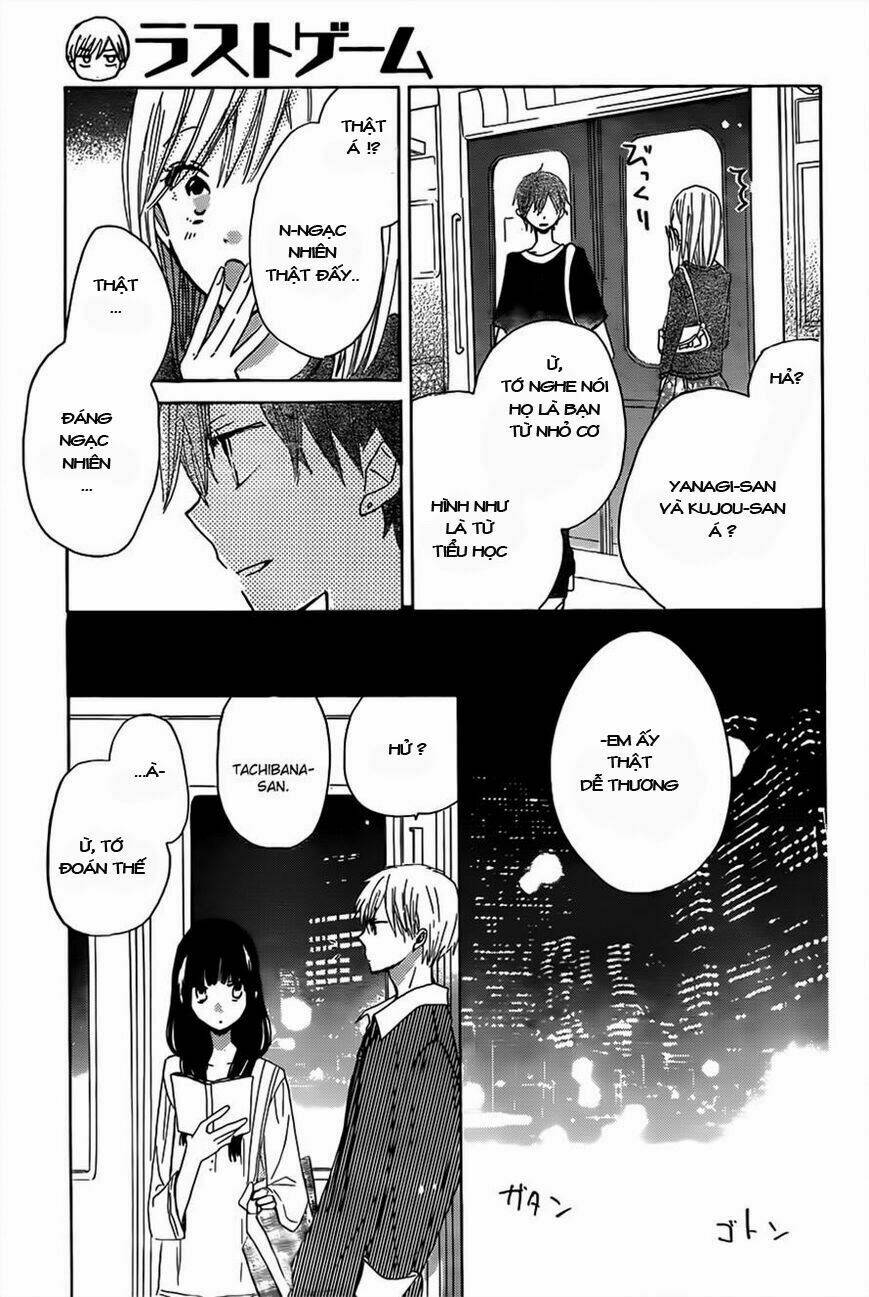 ラストゲーム
びっくり
HẢ?
YANAGI-SAN
VÀ KUJOU-SAN
Á ?
Ừ,
TỚ NGHE NÓI
HỌ LÀ BẠN
TỪ NHỎ CƠ
HÌNH NHƯ
LÀ TỪ
TIỂU HỌC
THẬT
Á !?
N-NGẠC
NHIÊN
THẬT ĐẤY..
THẬT
...
ĐÁNG
NGẠC
NHIÊN
...
-EM ẤY
THẬT
DỄ THƯƠNG
ガタン
ゴトン
HỬ ?
TACHIBANA-
SAN.
...À-
Ừ, TỚ
ĐOÁN THẾ